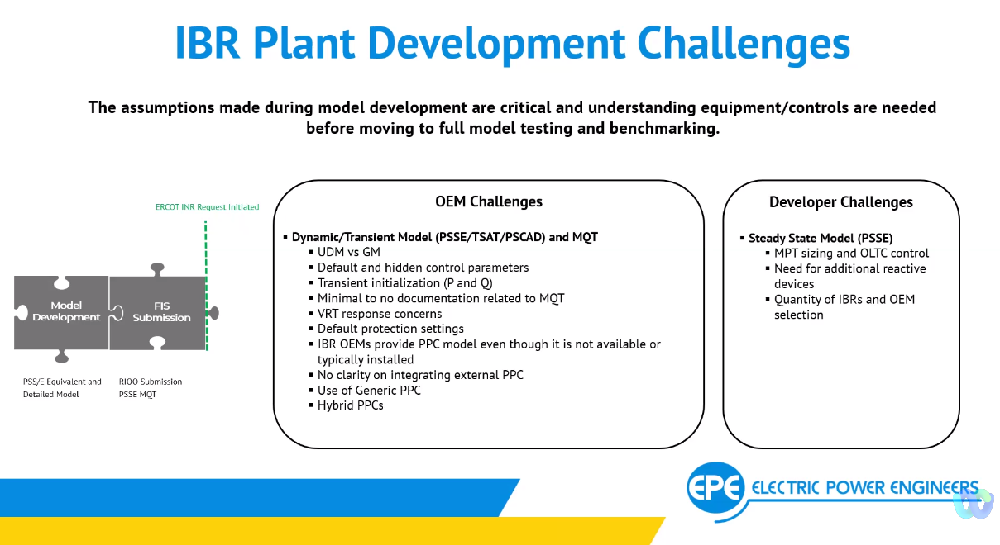 IBR Plant Development Challenges
The assumptions made during model development are critical and understanding equipment/controls are needed
before moving to full model testing and benchmarking.
ERCOT INR Request Initiated
Model
Development
FIS
Submission
PSS/E Equivalent and
Detailed Model
RIOO Submission
PSSE MQT
OEM Challenges
▪ Dynamic/Transient Model (PSSE/TSAT/PSCAD) and MQT
▪ UDM vs GM
▪ Default and hidden control parameters
▪ Transient initialization (P and Q)
▪ Minimal to no documentation related to MQT
▪ VRT response concerns
▪ Default protection settings
▪ IBR OEMs provide PPC model even though it is not available or
typically installed
▪ No clarity on integrating external PPC
▪ Use of Generic PPC
▪ Hybrid PPCs
Developer Challenges
▪ Steady State Model (PSSE)
▪ MPT sizing and OLTC control
▪ Need for additional reactive
devices
▪ Quantity of IBRs and OEM
selection
EPE ELECTRIC POWER ENGINEERS